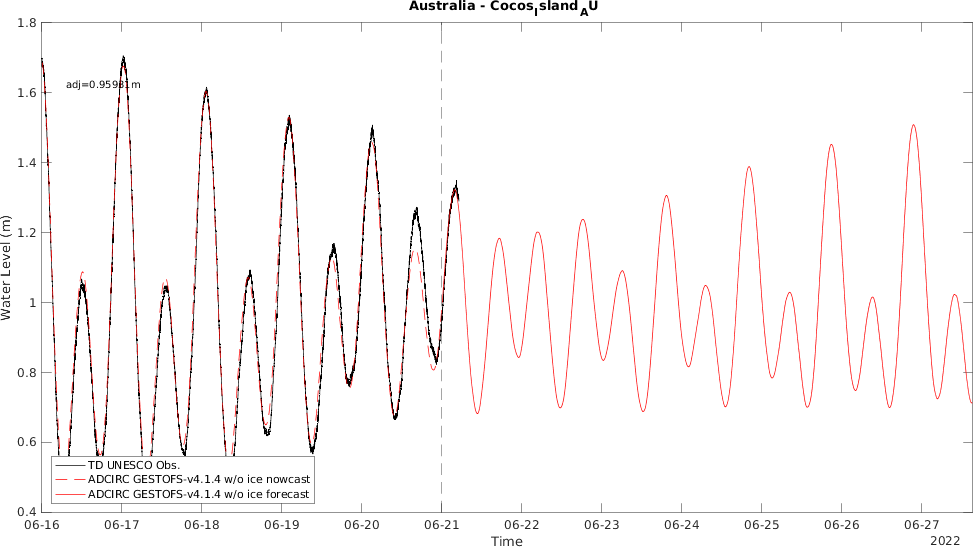 Australia - Cocos_Island_AU
1.8
1.6
1.4
1.2
1
0.8
0.6
0.4
Water Level (m)
TD UNESCO Obs.
ADCIRC GESTOFS-v4.1.4 w/o ice nowcast
ADCIRC GESTOFS-v4.1.4 w/o ice forecast
06-16 06-17 06-18 06-19 06-20 06-21 06-22 06-23 06-24 06-25 06-26 06-27
Time
2022